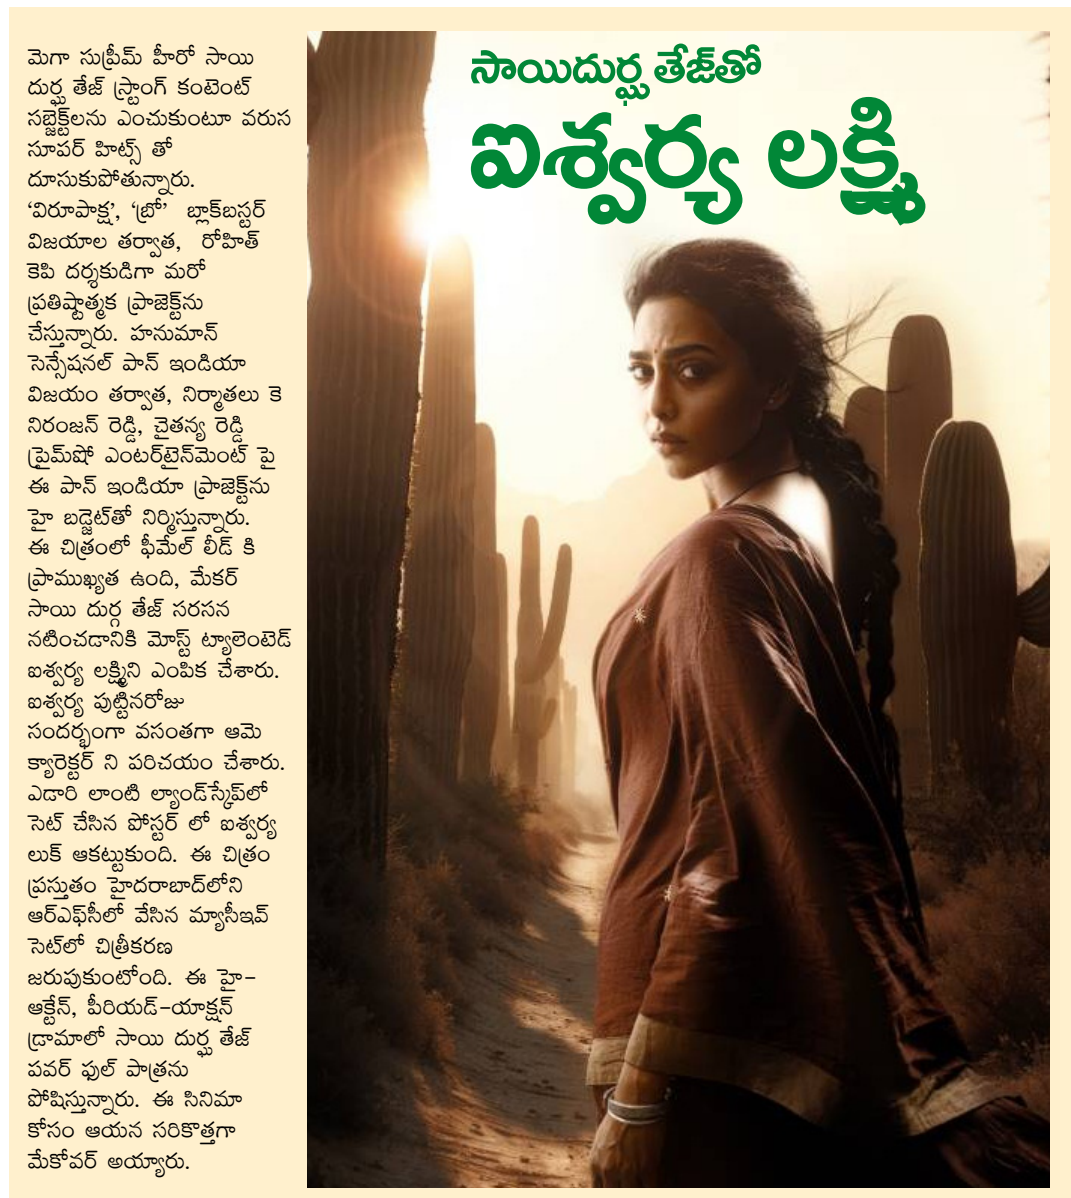 సాయిదుర్ఘ తేజ్‌తో
ఐశ్వర్య లక్ష్మి
మెగా సుప్రీమ్ హీరో సాయి
దుర్ఘ తేజ్ స్ట్రాంగ్ కంటెంట్
సబ్జెక్ట్‌లను ఎంచుకుంటూ వరుస
సూపర్ హిట్స్ తో
దూసుకుపోతున్నారు.
‘విరూపాక్ష’, ‘బ్రో’ బ్లాక్‌బస్టర్
విజయాల తర్వాత, రోహిత్
కెపి దర్శకుడిగా మరో
ప్రతిష్టాత్మక ప్రాజెక్ట్‌ను
చేస్తున్నారు. హనుమాన్
సెన్సేషనల్ పాన్ ఇండియా
విజయం తర్వాత, నిర్మాతలు కె
నిరంజన్ రెడ్డి, చైతన్య రెడ్డి
ప్రైమ్‌షో ఎంటర్‌టైన్‌మెంట్ పై
ఈ పాన్ ఇండియా ప్రాజెక్ట్‌ను
హై బడ్జెట్‌తో నిర్మిస్తున్నారు.
ఈ చిత్రంలో ఫీమేల్ లీడ్ కి
ప్రాముఖ్యత ఉంది, మేకర్
సాయి దుర్గ తేజ్ సరసన
నటించడానికి మోస్ట్ ట్యాలెంటెడ్
ఐశ్వర్య లక్ష్మిని ఎంపిక చేశారు.
ఐశ్వర్య పుట్టినరోజు
సందర్భంగా వసంతగా ఆమె
క్యారెక్టర్ ని పరిచయం చేశారు.
ఎడారి లాంటి ల్యాండ్‌స్కేప్‌లో
సెట్ చేసిన పోస్టర్ లో ఐశ్వర్య
లుక్ ఆకట్టుకుంది. ఈ చిత్రం
ప్రస్తుతం హైదరాబాద్‌లోని
ఆర్ఎఫ్‌సీలో వేసిన మ్యాసీఇవ్
సెట్‌లో చిత్రీకరణ
జరుపుకుంటోంది. ఈ హై-
ఆక్టేన్, పీరియడ్-యాక్షన్
డ్రామాలో సాయి దుర్ఘ తేజ్
పవర్ ఫుల్ పాత్రను
పోషిస్తున్నారు. ఈ సినిమా
కోసం ఆయన సరికొత్తగా
మేకోవర్ అయ్యారు.